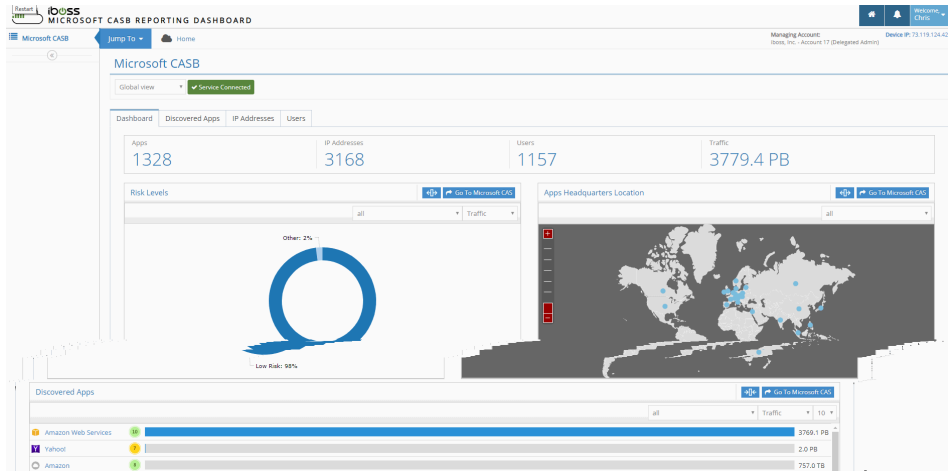 Restart
iboss
MICROSOFT CASB REPORTING DASHBOARD
Welcome,
Chris
Microsoft CASB
Jump To
Home
Managing Account:
iboss, Inc. - Account 17 (Delegated Admin)
Device IP: 73.119.124.42
Microsoft CASB
Global view
Service Connected
Dashboard
Discovered Apps
IP Addresses
Users
Apps
1328
IP Addresses
3168
Users
1157
Traffic
3779.4 PB
Risk Levels
Go To Microsoft CAS
all
Traffic
Other: 2%
Low Risk: 98%
Apps Headquarters Location
Go To Microsoft CAS
all
Discovered Apps
Go To Microsoft CAS
all
Traffic
10
Amazon Web Services
10
3769.1 PB
Yahoo!
7
2.0 PB
Amazon
757.0 TB